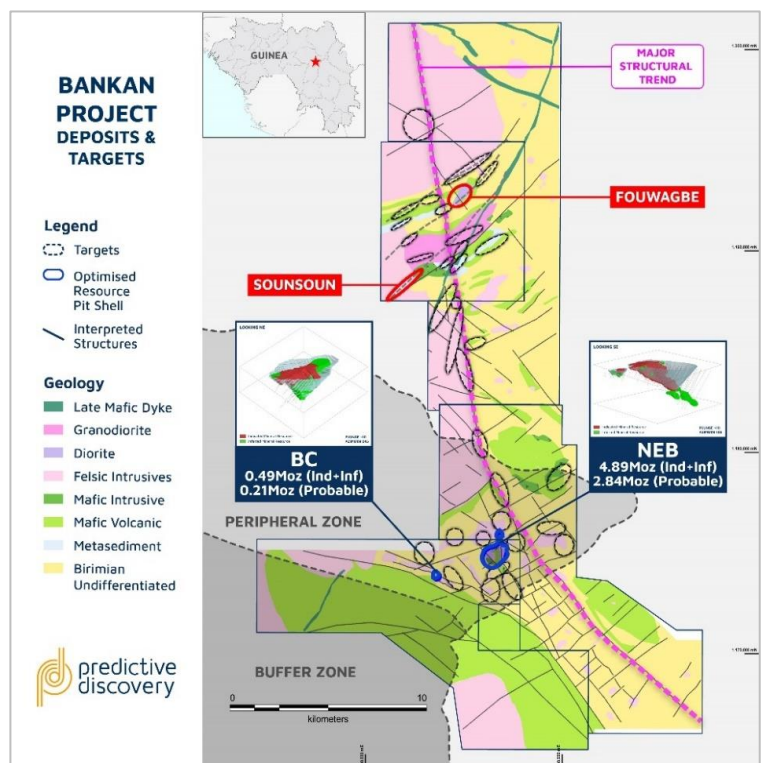 BANKAN
PROJECT
DEPOSITS &
TARGETS
Legend
Targets
Optimised
Resource
Pit Shell
Interpreted
Structures
Geology
Late Mafic Dyke
Granodiorite
Diorite
Felsic Intrusives
Mafic Intrusive
Mafic Volcanic
Metasediment
Birimian
Undifferentiated
predictive
discovery
GUINEA
MAJOR
STRUCTURAL
TREND
FOUWAGBE
SOUNSOUN
LOOKING NE
BC
0.49Moz (Ind+Inf)
0.21Moz (Probable)
LOOKING SE
NEB
4.89Moz (Ind+Inf)
2.84Moz (Probable)
PERIPHERAL ZONE
BUFFER ZONE
0 10
kilometers